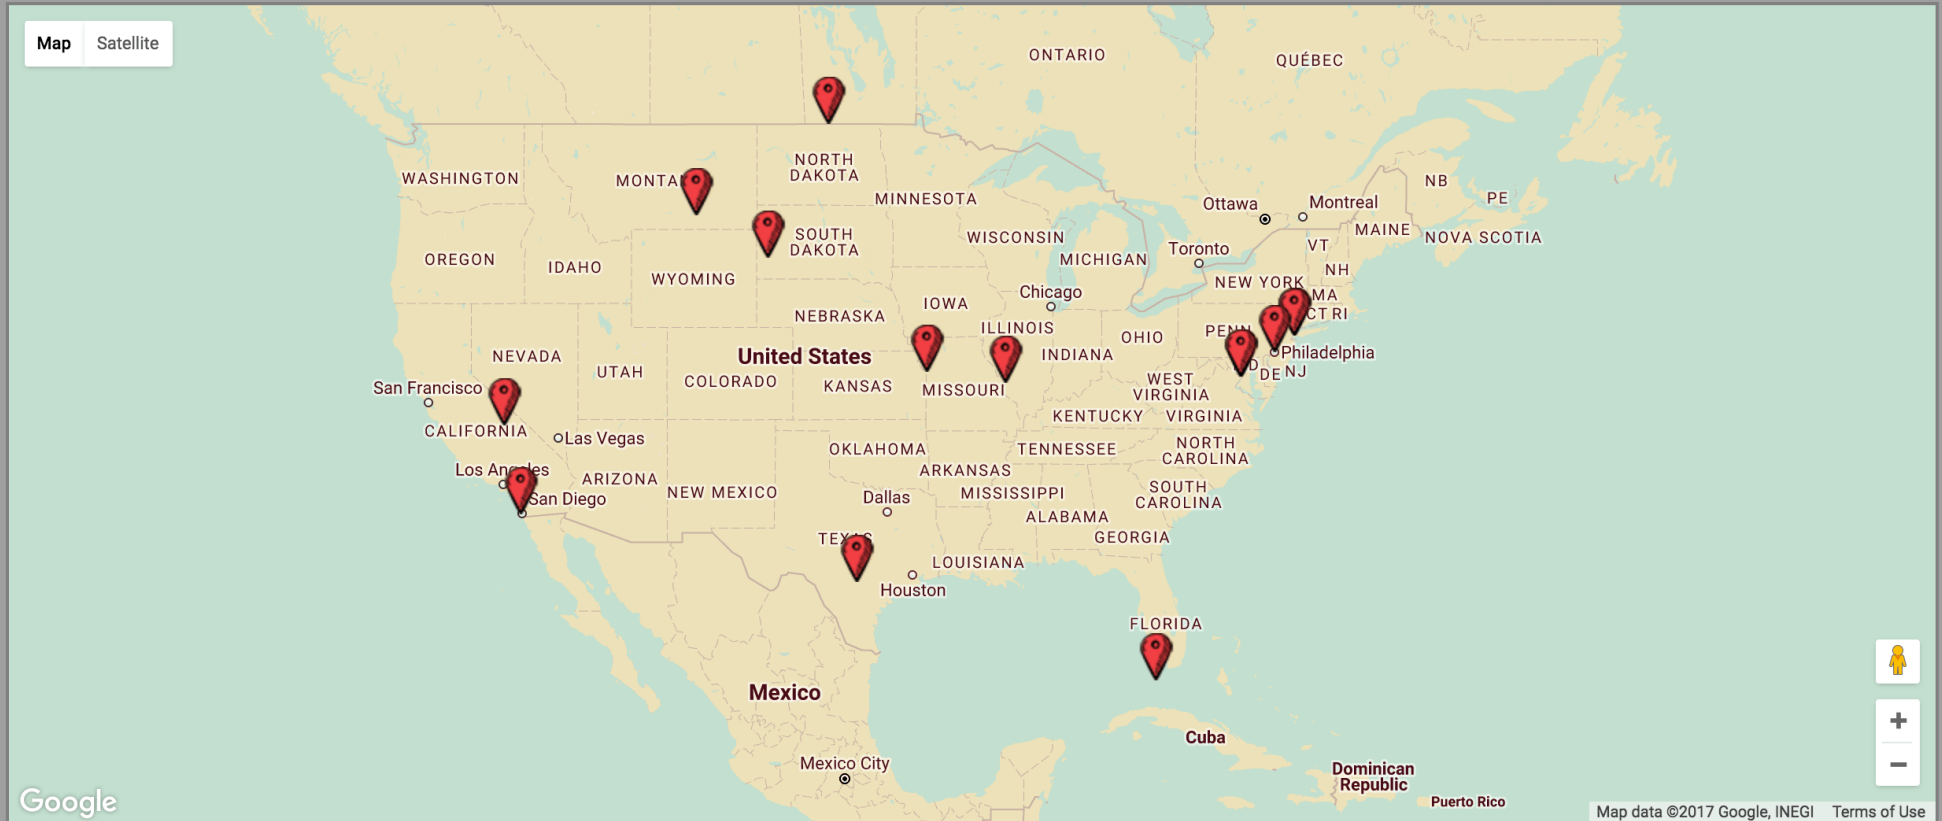 Map Satellite
ONTARIO
QUÉBEC
NORTH
DAKOTA
WASHINGTON
MONTA
MINNESOTA
NB
PE
Ottawa
Montreal
MAINE
NOVA SCOTIA
WISCONSIN
SOUTH
DAKOTA
VT
Toronto
MICHIGAN
OREGON
IDAHO
WYOMING
NH
NEW YORK
Chicago
MA
IOWA
CT RI
NEBRASKA
ILLINOIS
OHIO
PENN
United States
NEVADA
INDIANA
Philadelphia
UTAH
COLORADO
KANSAS
MISSOURI
DE
NJ
WEST
VIRGINIA
San Francisco
CALIFORNIA
KENTUCKY
VIRGINIA
Las Vegas
OKLAHOMA
TENNESSEE
NORTH
CAROLINA
Los Angeles
ARIZONA
ARKANSAS
NEW MEXICO
MISSISSIPPI
San Diego
Dallas
SOUTH
CAROLINA
ALABAMA
TEXAS
GEORGIA
LOUISIANA
Houston
FLORIDA
Mexico
Cuba
Mexico City
Dominican
Republic
Puerto Rico
Google
Map data ©2017 Google, INEGI Terms of Use